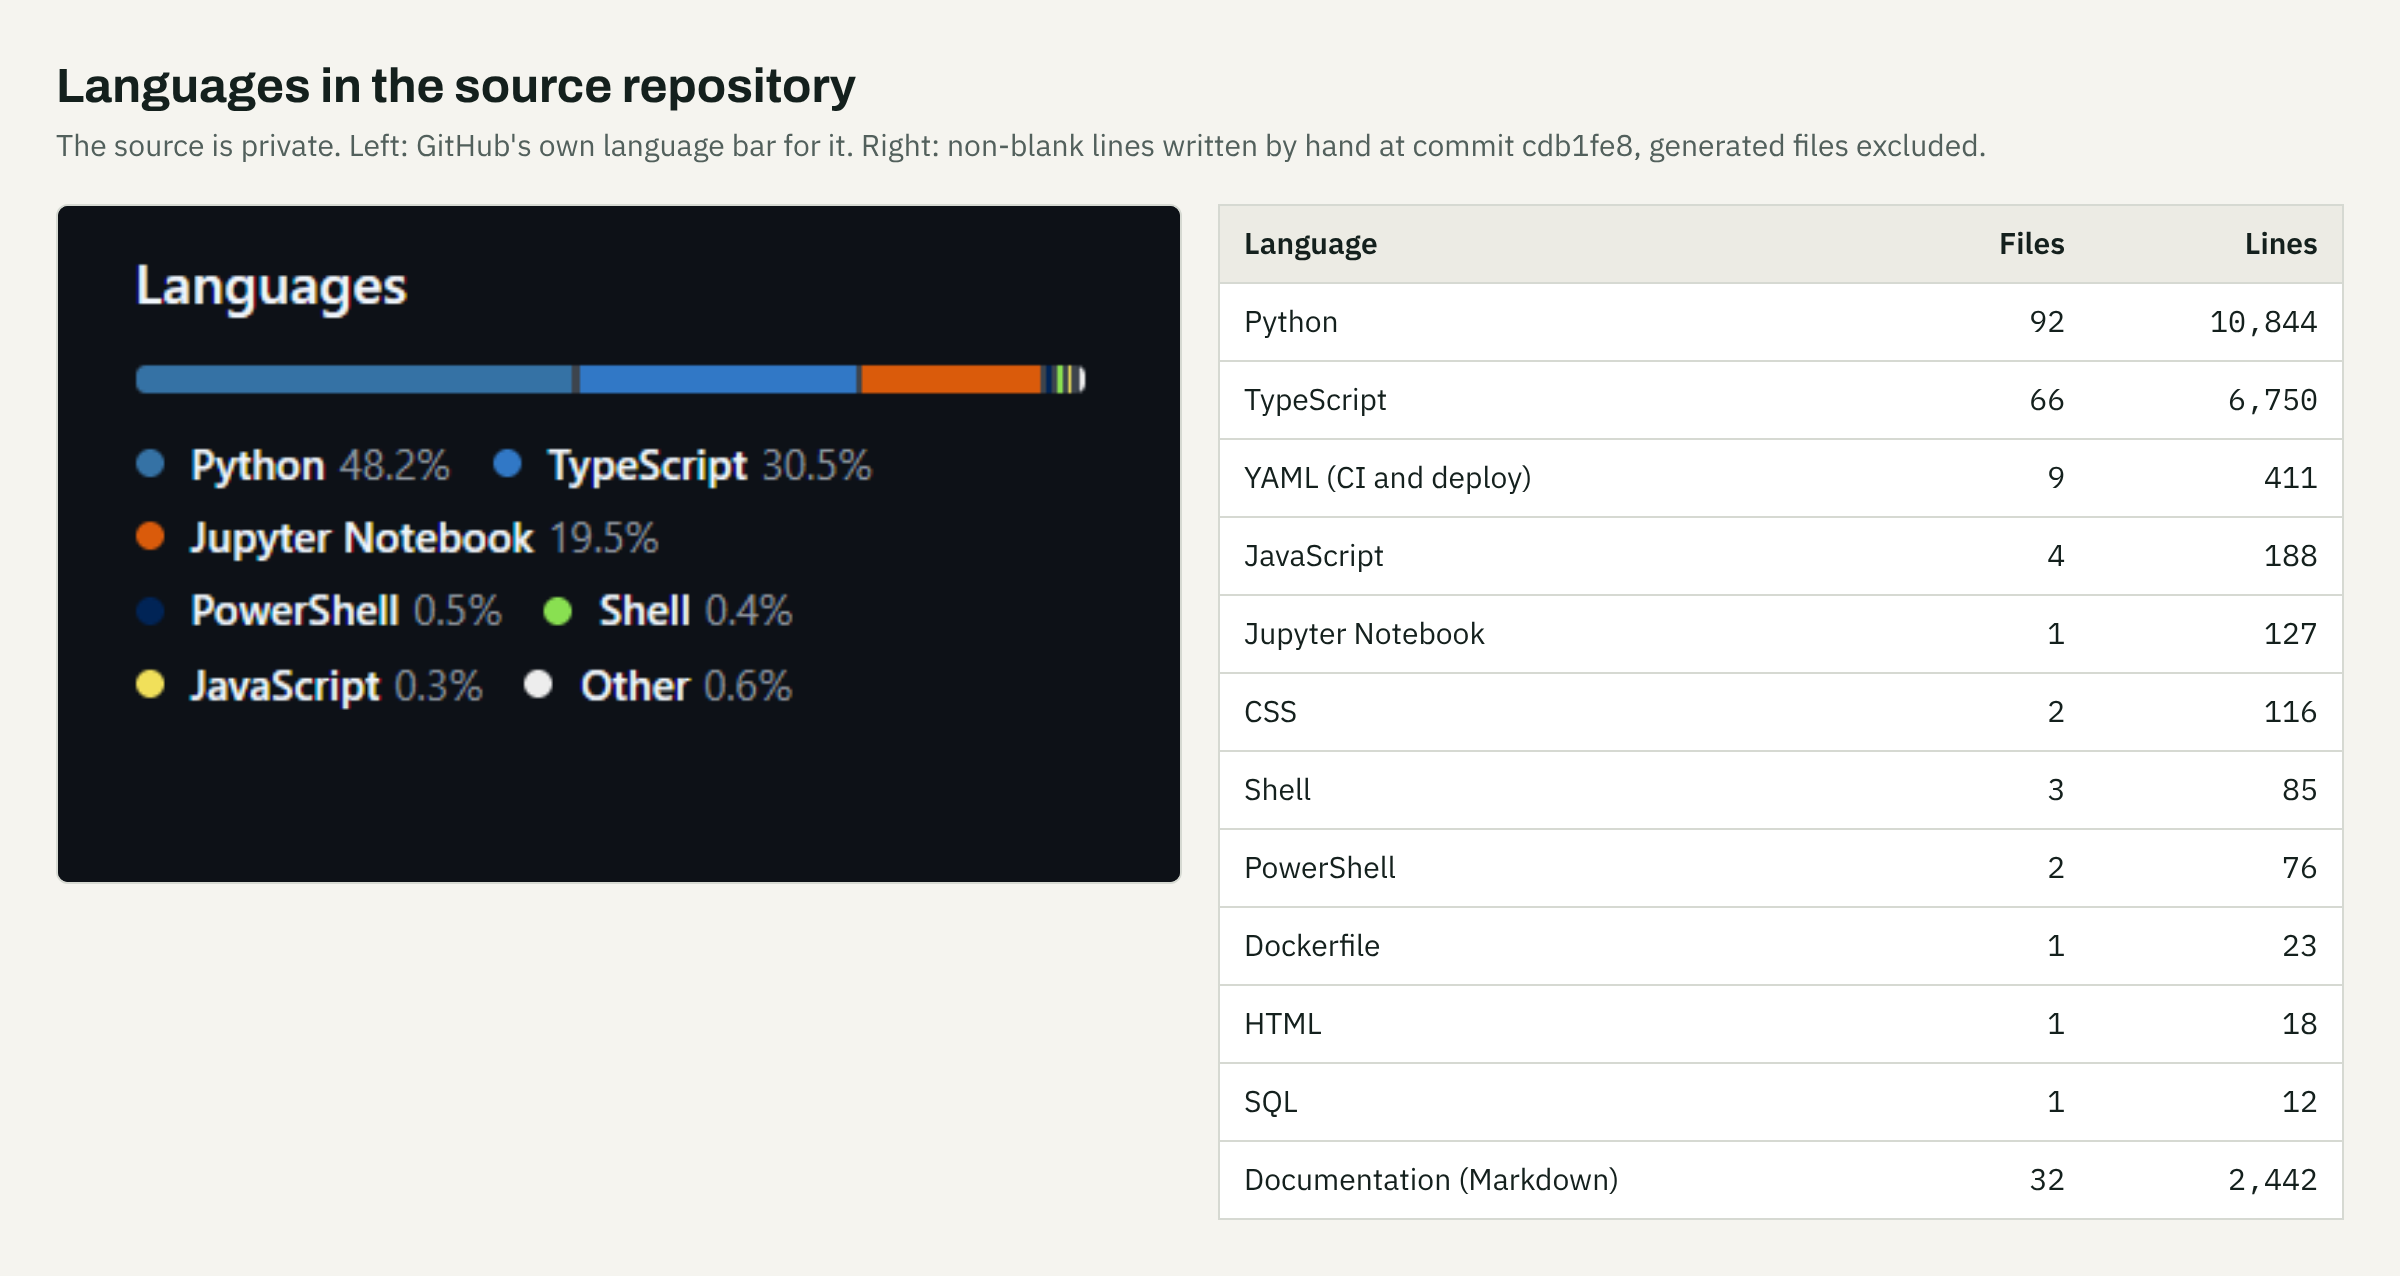 Languages in the source repository
The source is private. Left: GitHub's own language bar for it. Right: non-blank lines written by hand at commit cdb1fe8, generated files excluded.
Languages
Python 48.2% TypeScript 30.5%
Jupyter Notebook 19.5%
PowerShell 0.5% Shell 0.4%
JavaScript 0.3% Other 0.6%
Language Files Lines
Python 92 10,844
TypeScript 66 6,750
YAML (CI and deploy) 9 411
JavaScript 4 188
Jupyter Notebook 1 127
CSS 2 116
Shell 3 85
PowerShell 2 76
Dockerfile 1 23
HTML 1 18
SQL 1 12
Documentation (Markdown) 32 2,442